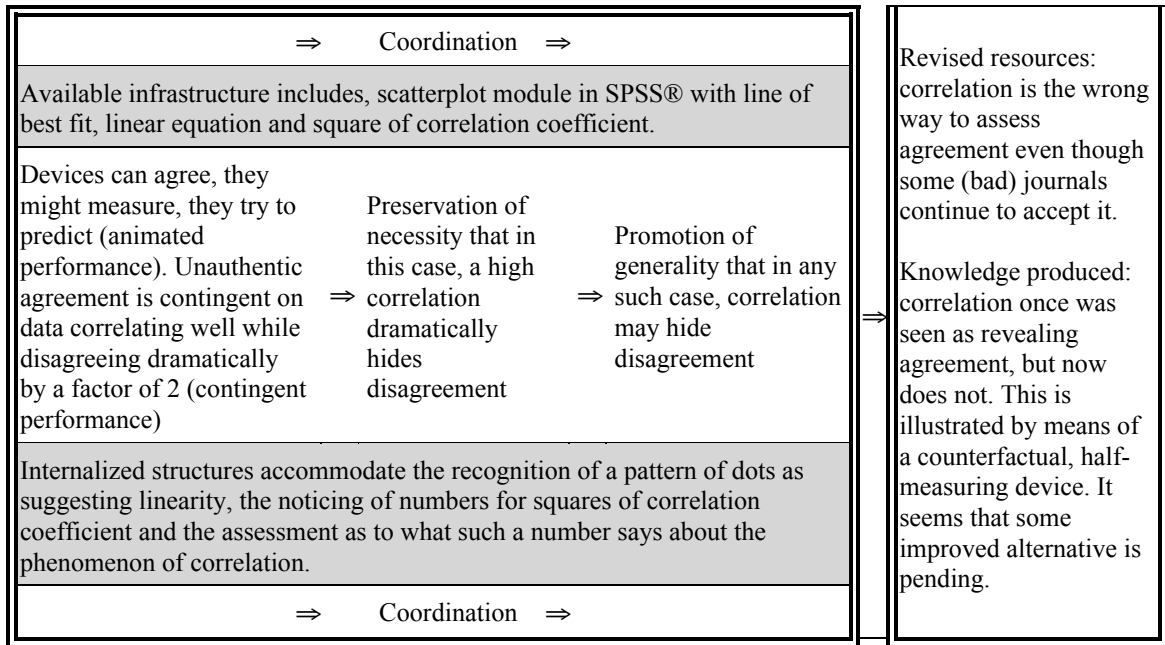 ⇒ Coordination ⇒
Available infrastructure includes, scatterplot module in SPSS® with line of
best fit, linear equation and square of correlation coefficient.
Devices can agree, they
might measure, they try to
predict (animated
performance). Unauthentic
agreement is contingent on
data correlating well while
disagreeing dramatically
by a factor of 2 (contingent
performance)
⇒
Preservation of
necessity that in
this case, a high
correlation
dramatically
hides
disagreement
⇒
Promotion of
generality that in any
such case, correlation
may hide
disagreement
Internalized structures accommodate the recognition of a pattern of dots as
suggesting linearity, the noticing of numbers for squares of correlation
coefficient and the assessment as to what such a number says about the
phenomenon of correlation.
⇒ Coordination ⇒
⇒
Revised resources:
correlation is the wrong
way to assess
agreement even though
some (bad) journals
continue to accept it.
Knowledge produced:
correlation once was
seen as revealing
agreement, but now
does not. This is
illustrated by means of
a counterfactual, half-
measuring device. It
seems that some
improved alternative is
pending.